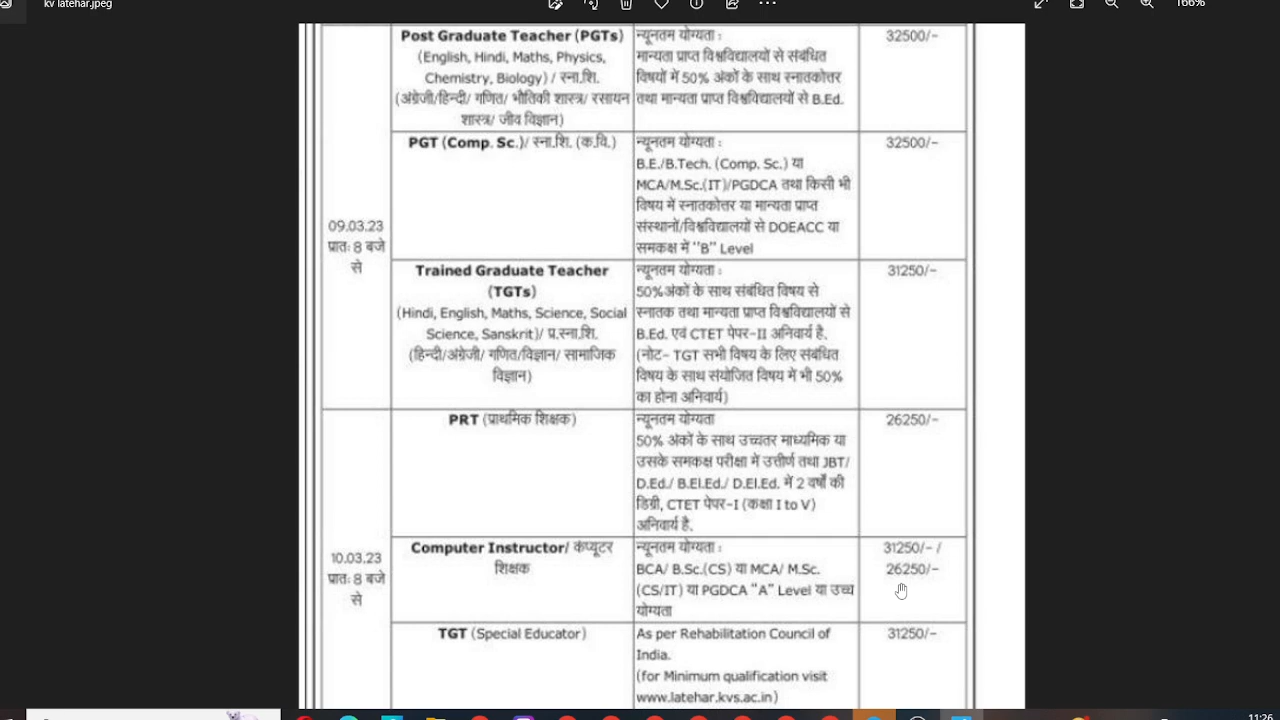 kv latehar.jpeg
166%
Post Graduate Teacher (PGTs)
(English, Hindi, Maths, Physics,
Chemistry, Biology) / स्ना.शि.
(अंग्रेजी/हिन्दी/ गणित/ भौतिकी शास्त्र/ रसायन
शास्त्र/ जीव विज्ञान)
न्यूनतम योग्यता :
मान्यता प्राप्त विश्वविद्यालयों से संबंधित
विषयों में 50% अंकों के साथ स्नातकोत्तर
तथा मान्यता प्राप्त विश्वविद्यालयों से B.Ed.
32500/-
09.03.23
प्रातः 8 बजे
से
PGT (Comp. Sc.)/ स्ना.शि. (क.वि.)
न्यूनतम योग्यता :
B.E./B.Tech. (Comp. Sc.) या
MCA/M.Sc.(IT)/PGDCA तथा किसी भी
विषय में स्नातकोत्तर या मान्यता प्राप्त
संस्थानों/विश्वविद्यालयों से DOEACC या
समकक्ष में "B" Level
32500/-
Trained Graduate Teacher
(TGTs)
(Hindi, English, Maths, Science, Social
Science, Sanskrit)/ प्र.स्ना.शि.
(हिन्दी/अंग्रेजी/ गणित/विज्ञान/ सामाजिक
विज्ञान)
न्यूनतम योग्यता :
50%अंकों के साथ संबंधित विषय से
स्नातक तथा मान्यता प्राप्त विश्वविद्यालयों से
B.Ed. एवं CTET पेपर-II अनिवार्य है.
(नोट- TGT सभी विषय के लिए संबंधित
विषय के साथ संयोजित विषय में भी 50%
का होना अनिवार्य)
31250/-
10.03.23
प्रातः 8 बजे
से
PRT (प्राथमिक शिक्षक)
न्यूनतम योग्यता
50% अंकों के साथ उच्चतर माध्यमिक या
उसके समकक्ष परीक्षा में उत्तीर्ण तथा JBT/
D.Ed./ B.El.Ed./ D.El.Ed. में 2 वर्षों की
डिग्री, CTET पेपर-I (कक्षा I to V)
अनिवार्य है.
26250/-
Computer Instructor/ कंप्यूटर
शिक्षक
न्यूनतम योग्यता :
BCA/ B.Sc.(CS) या MCA/ M.Sc.
(CS/IT) या PGDCA "A" Level या उच्च
योग्यता
31250/- /
26250/-
TGT (Special Educator)
As per Rehabilitation Council of
India.
(for Minimum qualification visit
www.latehar.kvs.ac.in)
31250/-
11:26